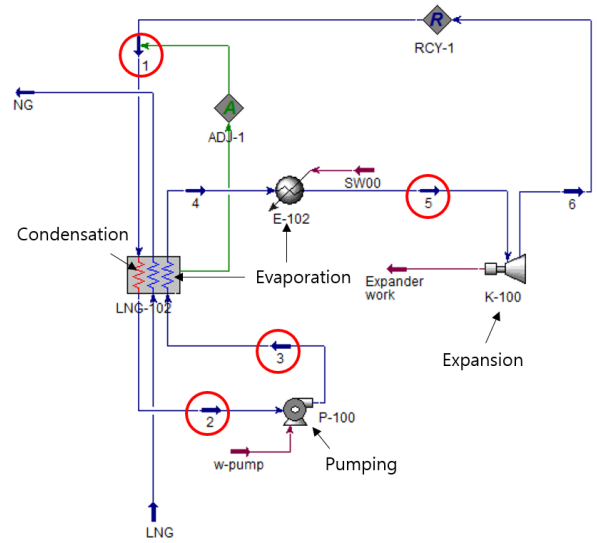 R
RCY-1
1
NG
A
ADJ-1
SW00
4
E-102
5
6
Condensation
Evaporation
Expander
work
K-100
LNG-102
Expansion
3
2
P-100
w-pump
Pumping
LNG